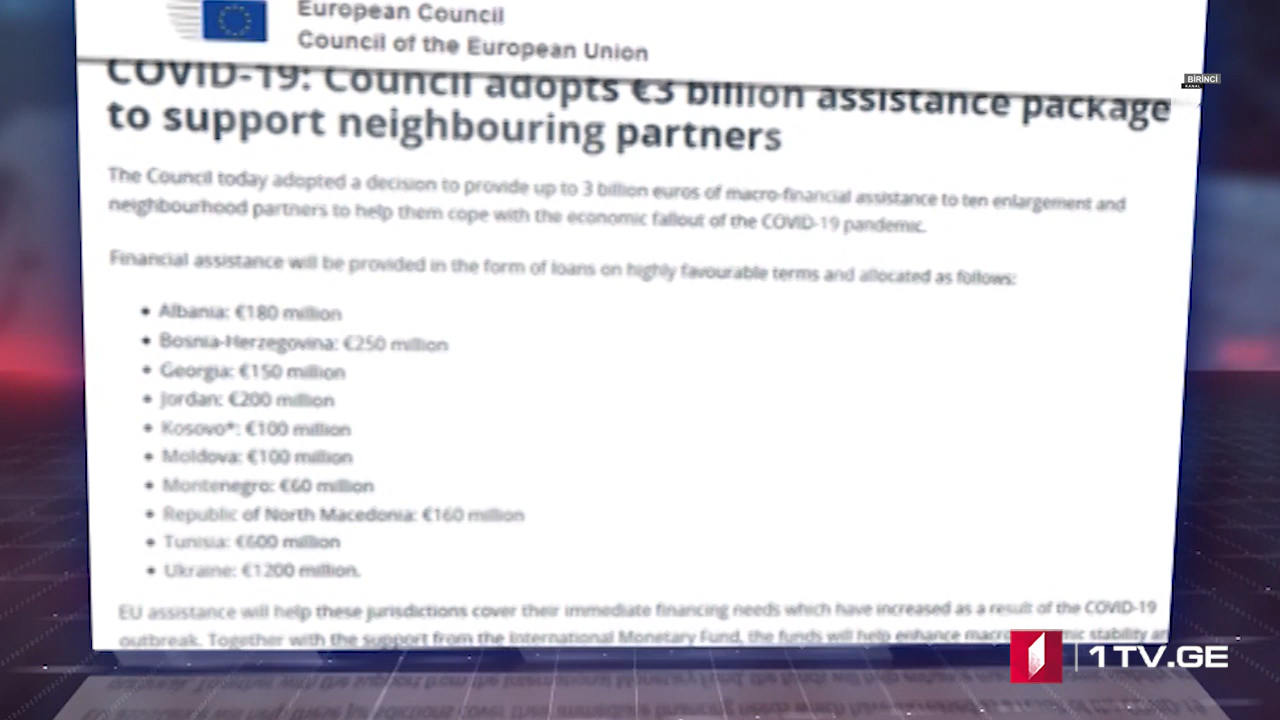 European Council
Council of the European Union
BİRİNCİ
KANAL
COVID-19: Council adopts €3 billion assistance package
to support neighbouring partners
The Council today adopted a decision to provide up to 3 billion euros of macro-financial assistance to ten enlargement and
neighbourhood partners to help them cope with the economic fallout of the COVID-19 pandemic.
Financial assistance will be provided in the form of loans on highly favourable terms and allocated as follows:
• Albania: €180 million
• Bosnia-Herzegovina: €250 million
• Georgia: €150 million
• Jordan: €200 million
• Kosovo*: €100 million
• Moldova: €100 million
• Montenegro: €60 million
• Republic of North Macedonia: €160 million
• Tunisia: €600 million
• Ukraine: €1200 million.
EU assistance will help these jurisdictions cover their immediate financing needs which have increased as a result of the COVID-19
outbreak. Together with the support from the International Monetary Fund, the funds will help enhance stability
1TV.GE